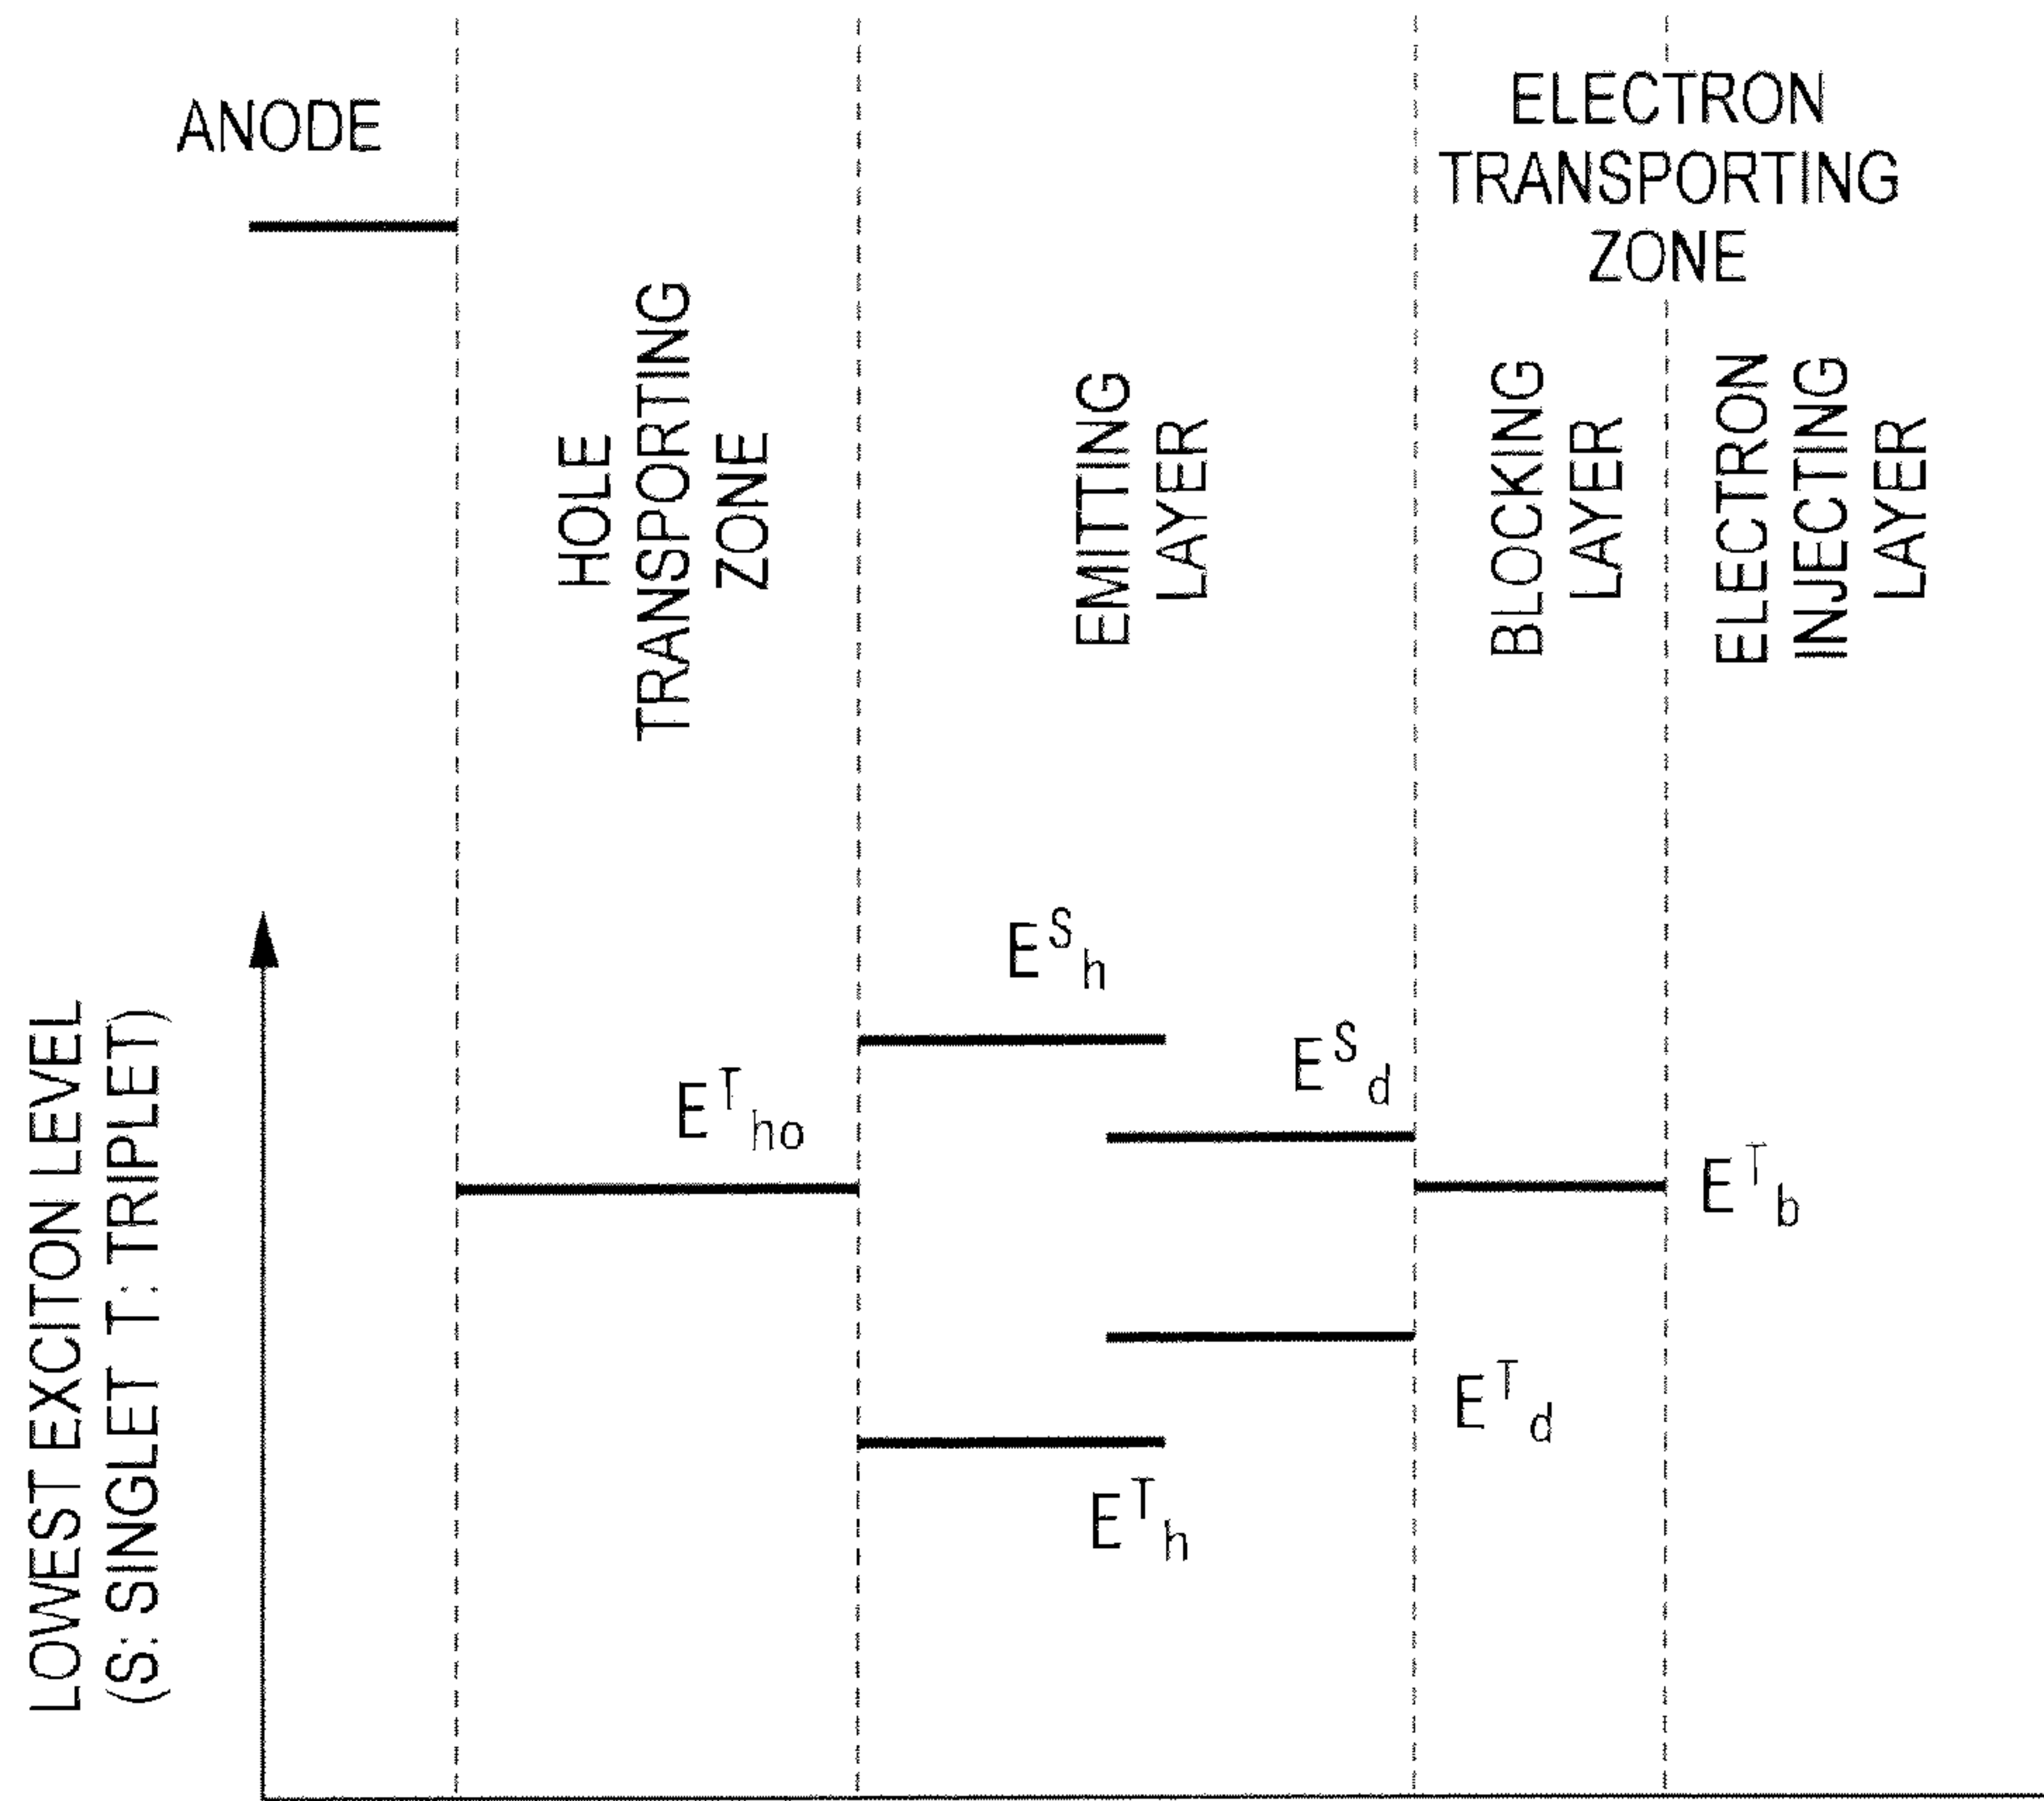 ANODE
ELECTRON
TRANSPORTING
ZONE
HOLE
TRANSPORTING
ZONE
EMITTING
LAYER
BLOCKING
LAYER
ELECTRON
INJECTING
LAYER
LOWEST EXCITON LEVEL
(S: SINGLET T: TRIPLET)
E^S_h
E^S_d
E^T_ho
E^T_b
E^T_d
E^T_h